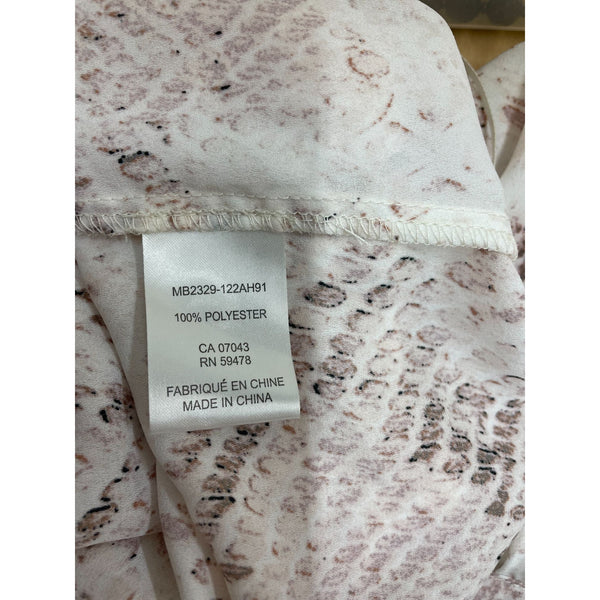 MB2329-122AH91
100% POLYESTER
CA 07043
RN 59478
FABRIQUÉ EN CHINE
MADE IN CHINA